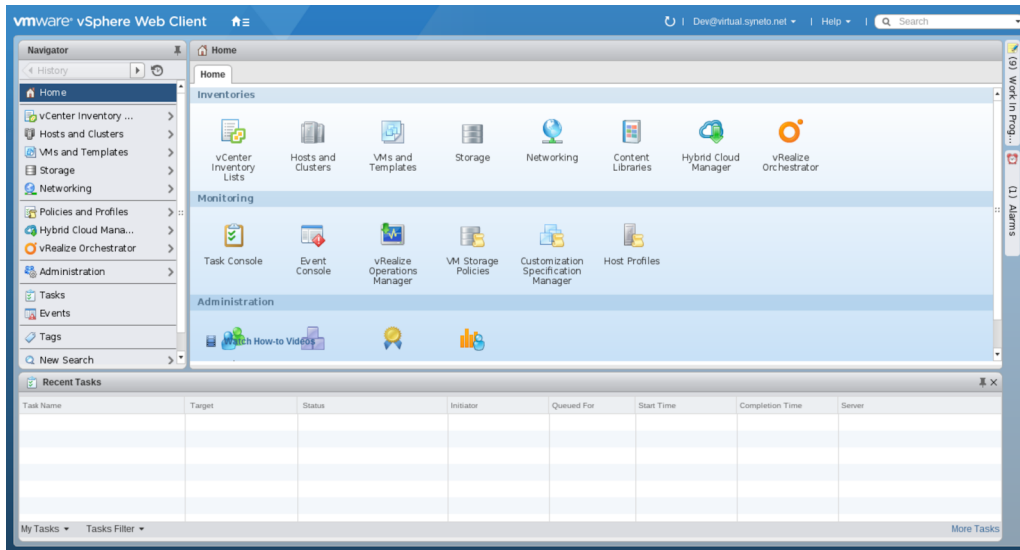 vmware® vSphere Web Client
Dev@virtual.syneto.net
Help
Search
Navigator
History
Home
vCenter Inventory ...
Hosts and Clusters
VMs and Templates
Storage
Networking
Policies and Profiles
Hybrid Cloud Mana...
vRealize Orchestrator
Administration
Tasks
Events
Tags
New Search
Home
Home
Inventories
vCenter
Inventory
Lists
Hosts and
Clusters
VMs and
Templates
Storage
Networking
Content
Libraries
Hybrid Cloud
Manager
vRealize
Orchestrator
Monitoring
Task Console
Event
Console
vRealize
Operations
Manager
VM Storage
Policies
Customization
Specification
Manager
Host Profiles
Administration
Watch How-to Videos
(9) Work In Prog...
(1) Alarms
Recent Tasks
Task Name Target Status Initiator Queued For Start Time Completion Time Server
My Tasks Tasks Filter More Tasks